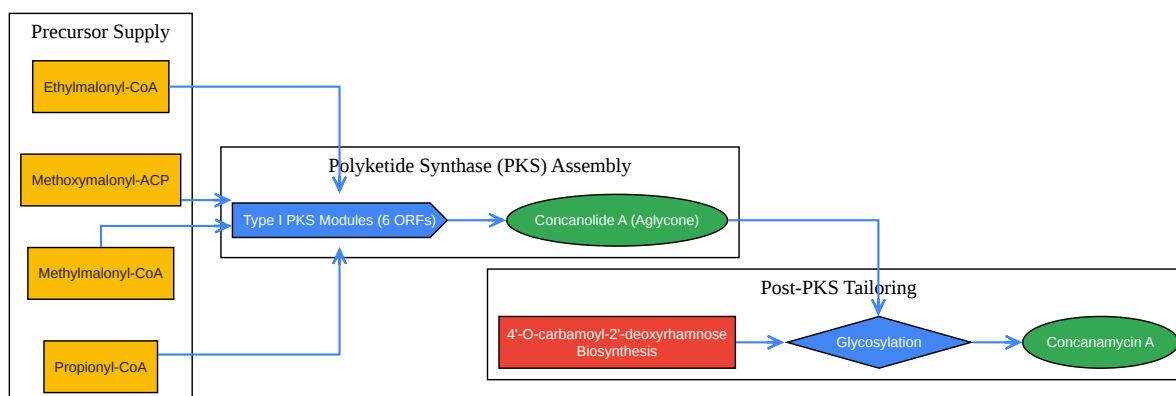 Precursor Supply
Ethylmalonyl-CoA
Methoxymalonyl-ACP
Methylmalonyl-CoA
Propionyl-CoA
Polyketide Synthase (PKS) Assembly
Type I PKS Modules (6 ORFs)
Concanolide A (Aglycone)
Post-PKS Tailoring
4'-O-carbamoyl-2'-deoxyrhamnose
Biosynthesis
Glycosylation
Concanamycin A